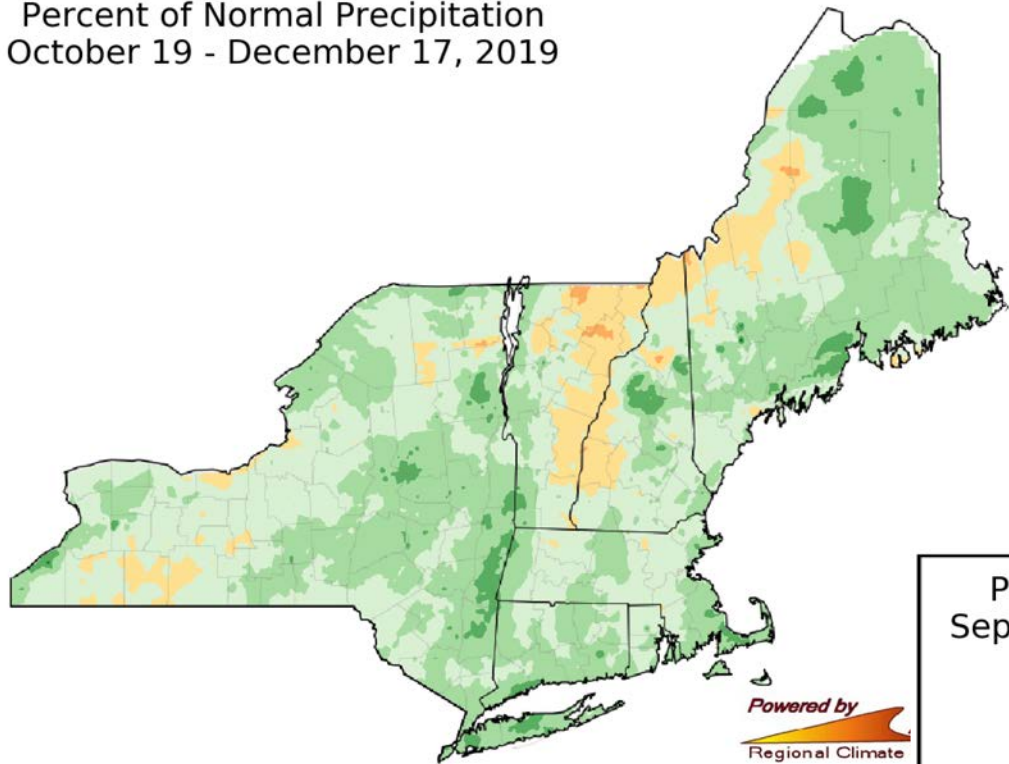 Percent of Normal Precipitation
October 19 - December 17, 2019
P
Sep
Powered by
Regional Climate